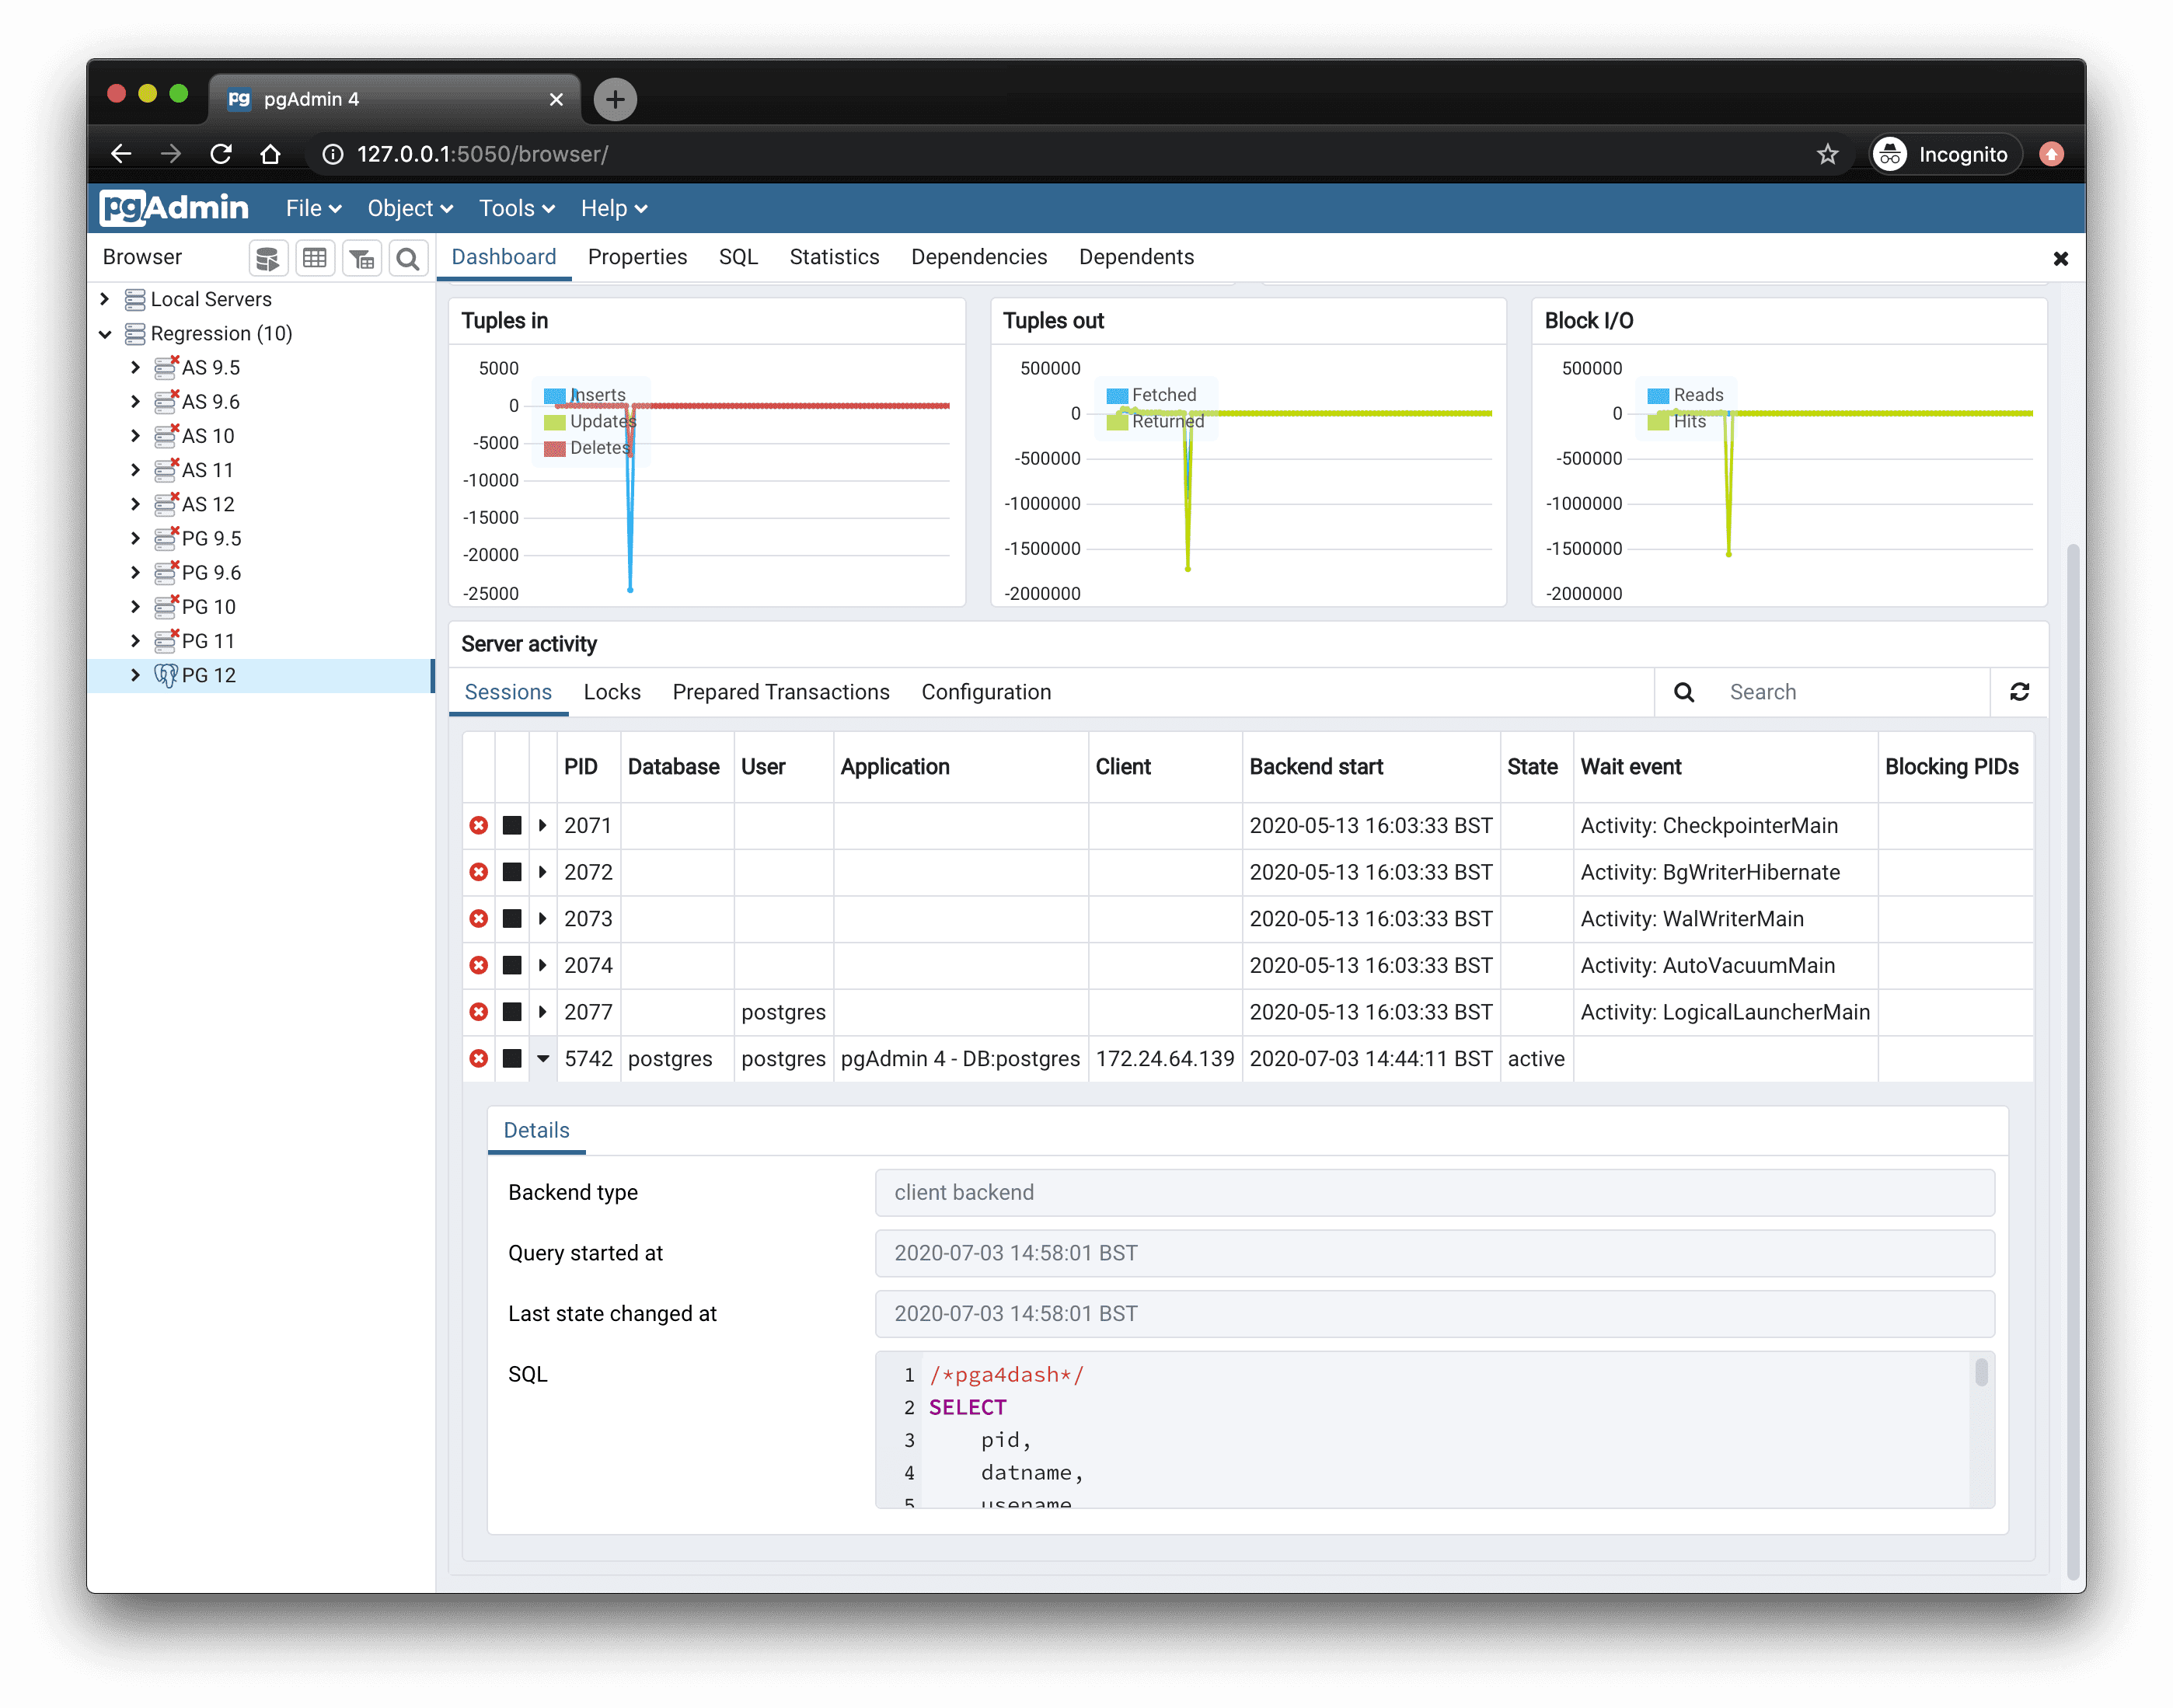 pgAdmin 4
127.0.0.1:5050/browser/
Incognito
pgAdmin File Object Tools Help
Browser
Dashboard Properties SQL Statistics Dependencies Dependents
Local Servers
Regression (10)
AS 9.5
AS 9.6
AS 10
AS 11
AS 12
PG 9.5
PG 9.6
PG 10
PG 11
PG 12
Tuples in
5000
0
-5000
-10000
-15000
-20000
-25000
Inserts
Updates
Deletes
Tuples out
500000
0
-500000
-1000000
-1500000
-2000000
Fetched
Returned
Block I/O
500000
0
-500000
-1000000
-1500000
-2000000
Reads
Hits
Server activity
Sessions Locks Prepared Transactions Configuration Search
PID Database User Application Client Backend start State Wait event Blocking PIDs
2071 2020-05-13 16:03:33 BST Activity: CheckpointerMain
2072 2020-05-13 16:03:33 BST Activity: BgWriterHibernate
2073 2020-05-13 16:03:33 BST Activity: WalWriterMain
2074 2020-05-13 16:03:33 BST Activity: AutoVacuumMain
2077 postgres 2020-05-13 16:03:33 BST Activity: LogicalLauncherMain
5742 postgres postgres pgAdmin 4 - DB:postgres 172.24.64.139 2020-07-03 14:44:11 BST active
Details
Backend type client backend
Query started at 2020-07-03 14:58:01 BST
Last state changed at 2020-07-03 14:58:01 BST
SQL
1 /*pga4dash*/
2 SELECT
3 pid,
4 datname,
5 usename